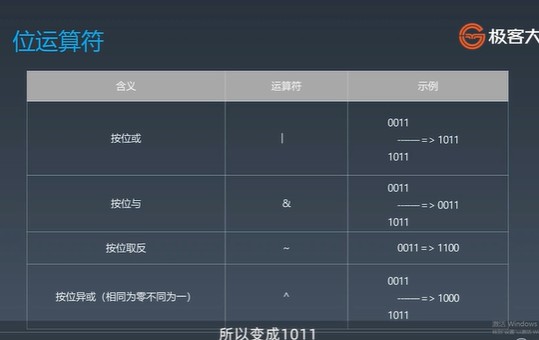 位运算符
极客大
含义 运算符 示例
0011
按位或 | ------ => 1011
1011
0011
按位与 & ------ => 0011
1011
按位取反 ~ 0011 => 1100
0011
按位异或（相同为零不同为一） ^ ------ => 1000
1011
激活 Windows
所以变成1011